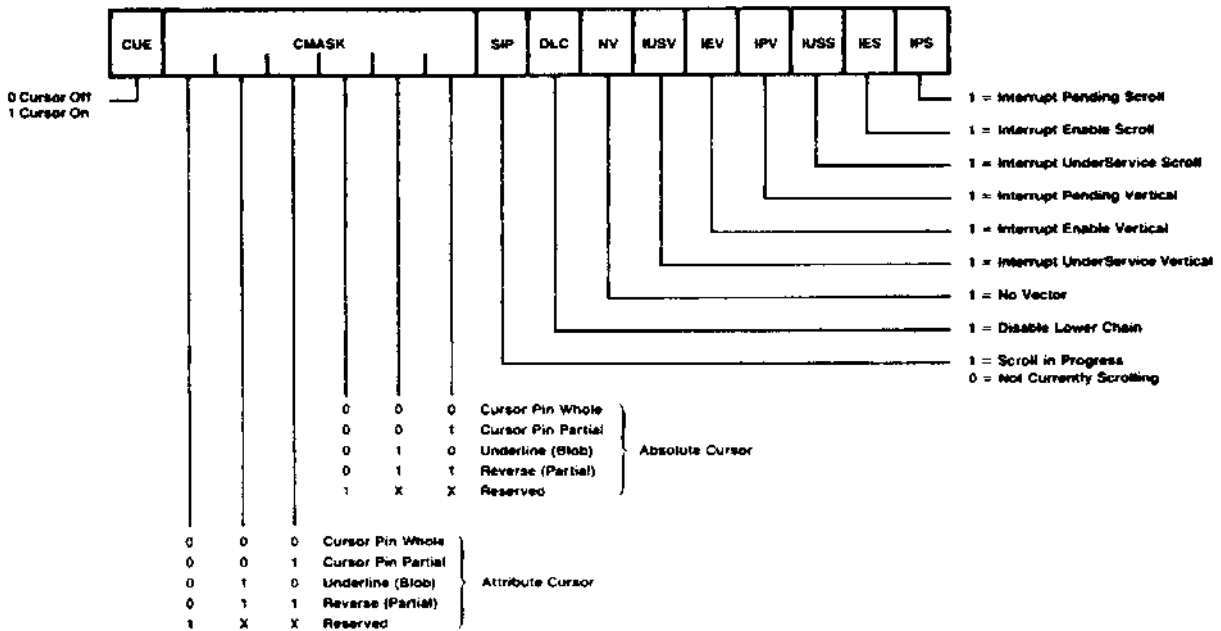 CUE CMASK SIP DLC NV IUSV IEV IPV IUSS IES IPS
0 Cursor Off
1 Cursor On
1 = Interrupt Pending Scroll
1 = Interrupt Enable Scroll
1 = Interrupt UnderService Scroll
1 = Interrupt Pending Vertical
1 = Interrupt Enable Vertical
1 = Interrupt UnderService Vertical
1 = No Vector
1 = Disable Lower Chain
1 = Scroll in Progress
0 = Not Currently Scrolling
0 0 0 Cursor Pin Whole
0 0 1 Cursor Pin Partial
0 1 0 Underline (Blob) Absolute Cursor
0 1 1 Reverse (Partial)
1 X X Reserved
0 0 0 Cursor Pin Whole
0 0 1 Cursor Pin Partial
0 1 0 Underline (Blob) Attribute Cursor
0 1 1 Reverse (Partial)
1 X X Reserved